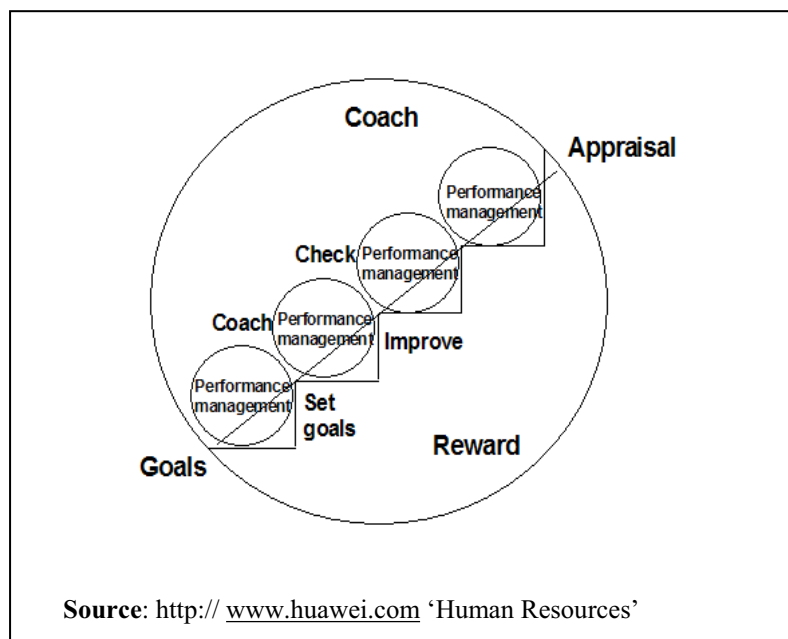 Coach
Appraisal
Performance
management
Check
Performance
management
Coach
Performance
management
Improve
Performance
management
Set
goals
Reward
Goals
Source: http:// www.huawei.com ‘Human Resources’